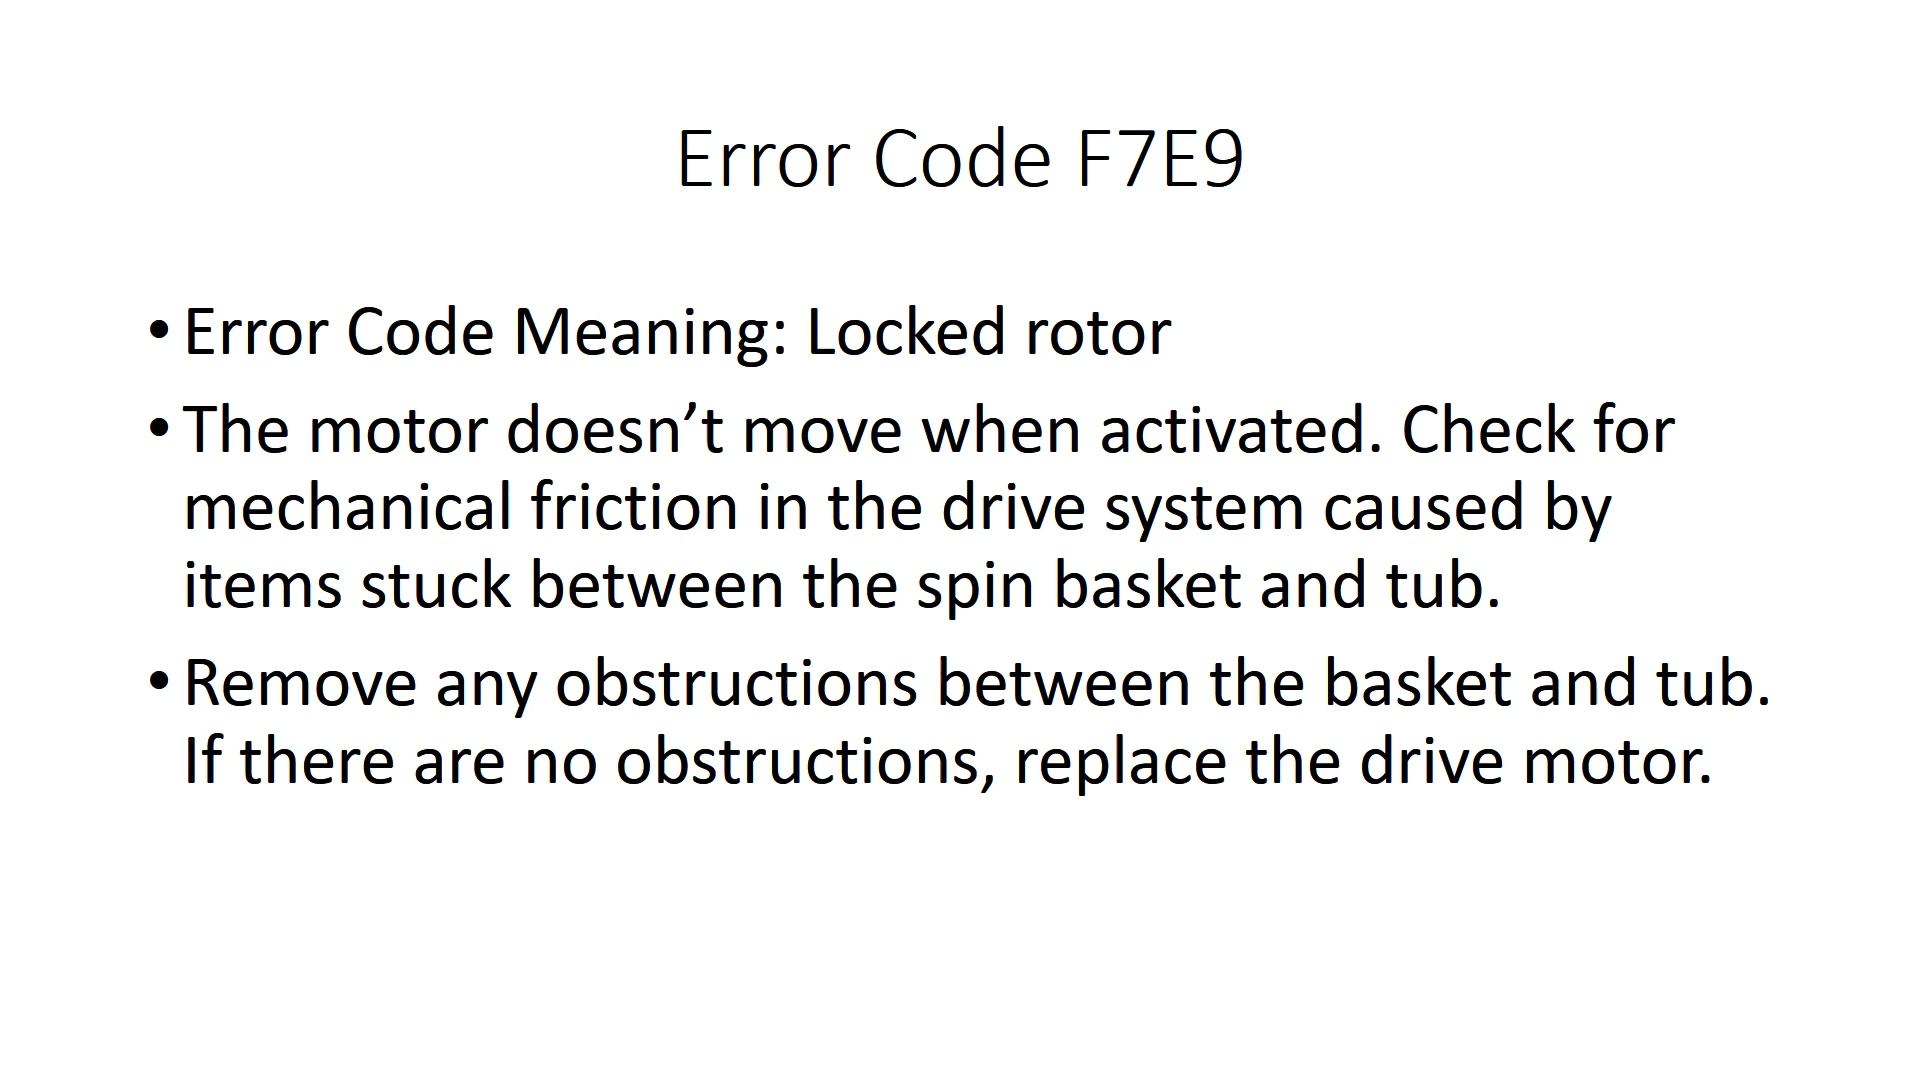 Error Code F7E9
• Error Code Meaning: Locked rotor
• The motor doesn’t move when activated. Check for
mechanical friction in the drive system caused by
items stuck between the spin basket and tub.
• Remove any obstructions between the basket and tub.
If there are no obstructions, replace the drive motor.